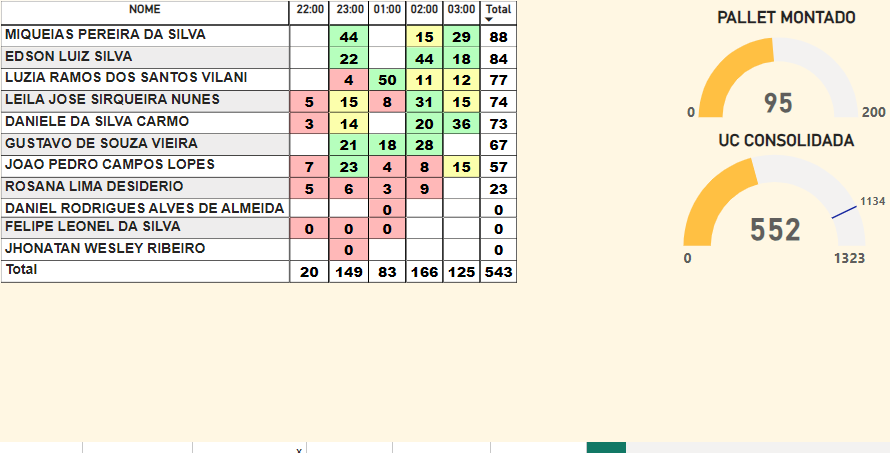 NOME 22:00 23:00 01:00 02:00 03:00 Total
MIQUEIAS PEREIRA DA SILVA 44 15 29 88
EDSON LUIZ SILVA 22 44 18 84
LUZIA RAMOS DOS SANTOS VILANI 4 50 11 12 77
LEILA JOSE SIRQUEIRA NUNES 5 15 8 31 15 74
DANIELE DA SILVA CARMO 3 14 20 36 73
GUSTAVO DE SOUZA VIEIRA 21 18 28 67
JOAO PEDRO CAMPOS LOPES 7 23 4 8 15 57
ROSANA LIMA DESIDERIO 5 6 3 9 23
DANIEL RODRIGUES ALVES DE ALMEIDA 0 0
FELIPE LEONEL DA SILVA 0 0 0 0
JHONATAN WESLEY RIBEIRO 0 0
Total 20 149 83 166 125 543
PALLET MONTADO
95
0 200
UC CONSOLIDADA
1134
552
0 1323
x